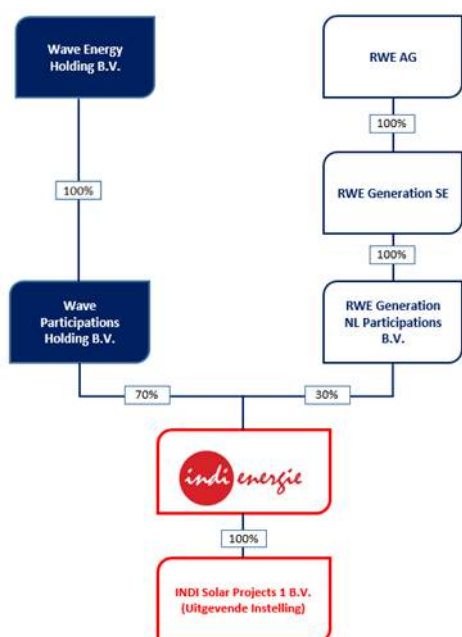 Wave Energy
Holding B.V.
RWE AG
100%
RWE Generation SE
100%
100%
Wave
Participations
Holding B.V.
RWE Generation
NL Participations
B.V.
70%
30%
indi energie
100%
INDI Solar Projects 1 B.V.
(Uitgevende Instelling)